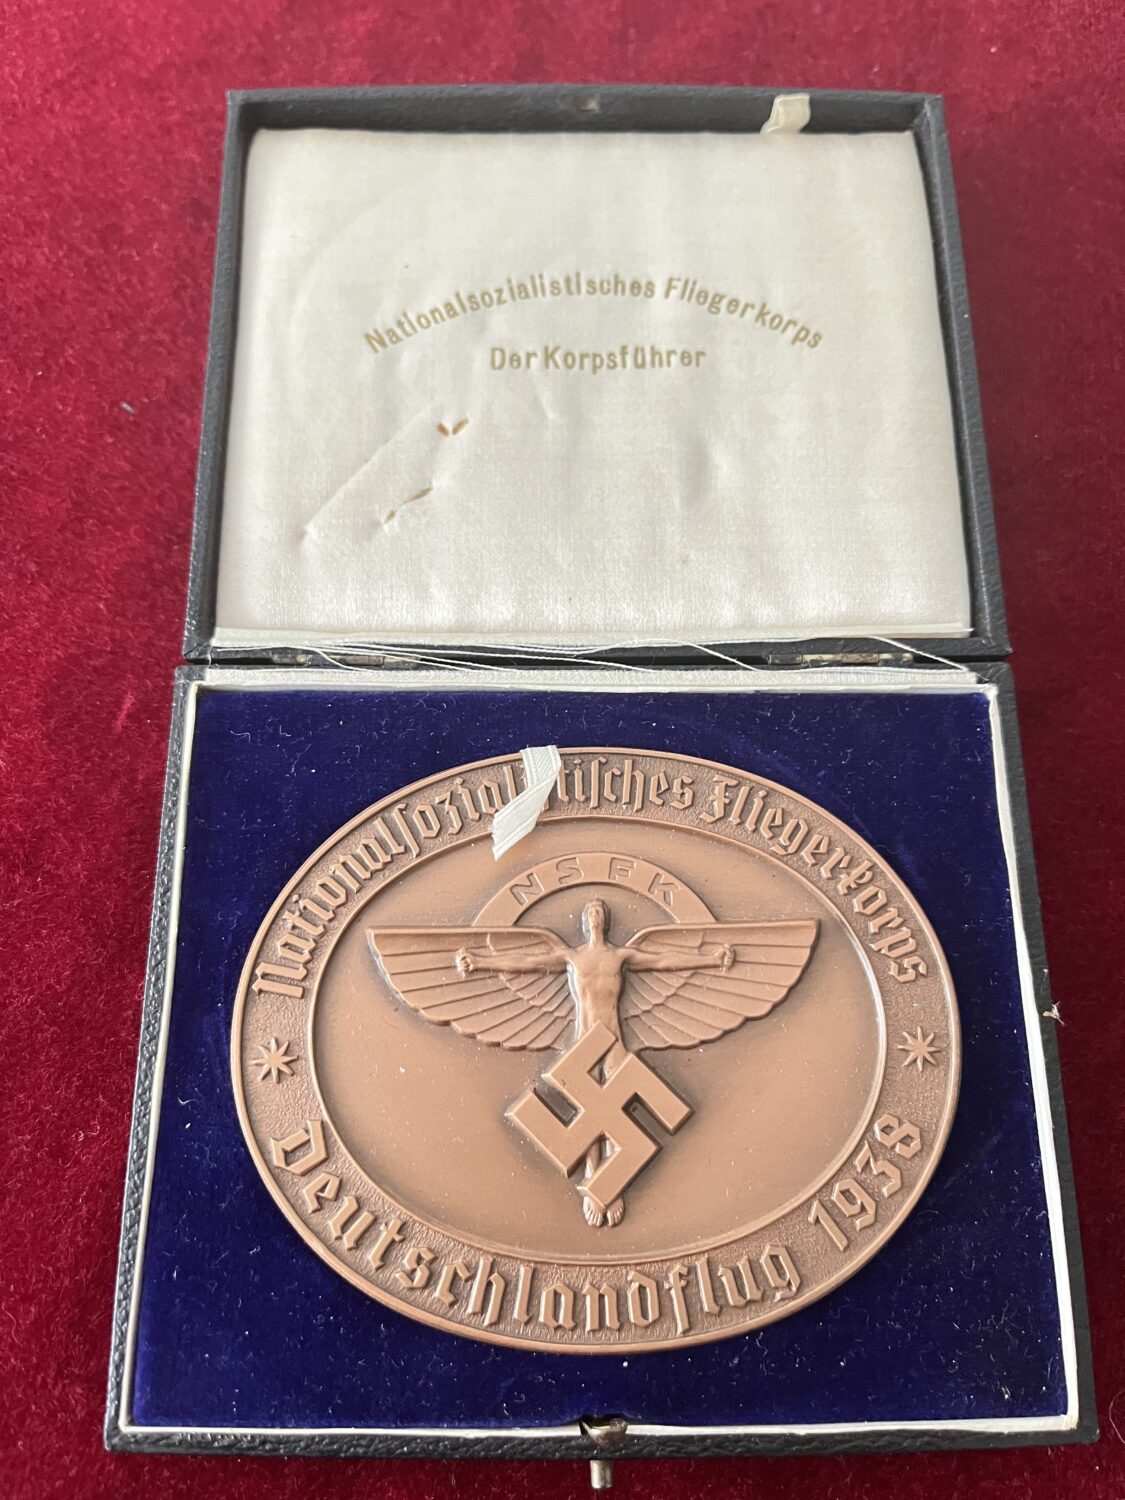 Nationalsozialistisches Fliegerkorps
Der Korpsführer
Nationalſozialiſtiſches Fliegerkorps
NSFK
Deutschlandflug 1938